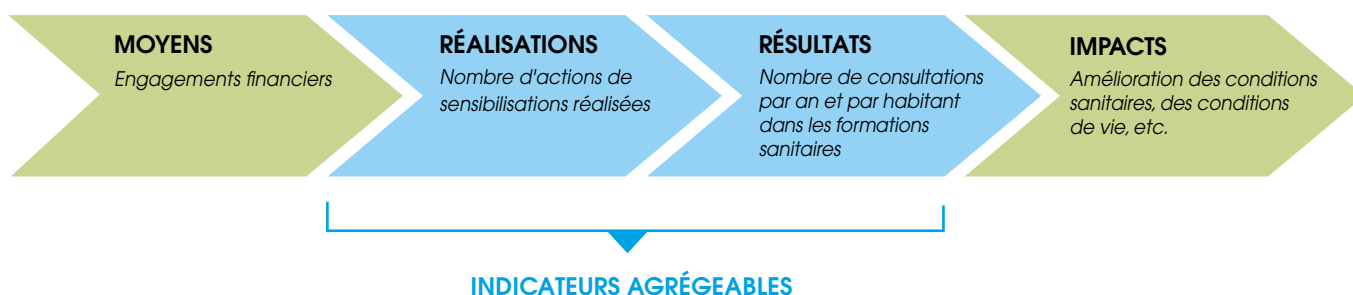 MOYENS
Engagements financiers
RÉALISATIONS
Nombre d'actions de
sensibilisations réalisées
RÉSULTATS
Nombre de consultations
par an et par habitant
dans les formations
sanitaires
IMPACTS
Amélioration des conditions
sanitaires, des conditions
de vie, etc.
INDICATEURS AGRÉGEABLES